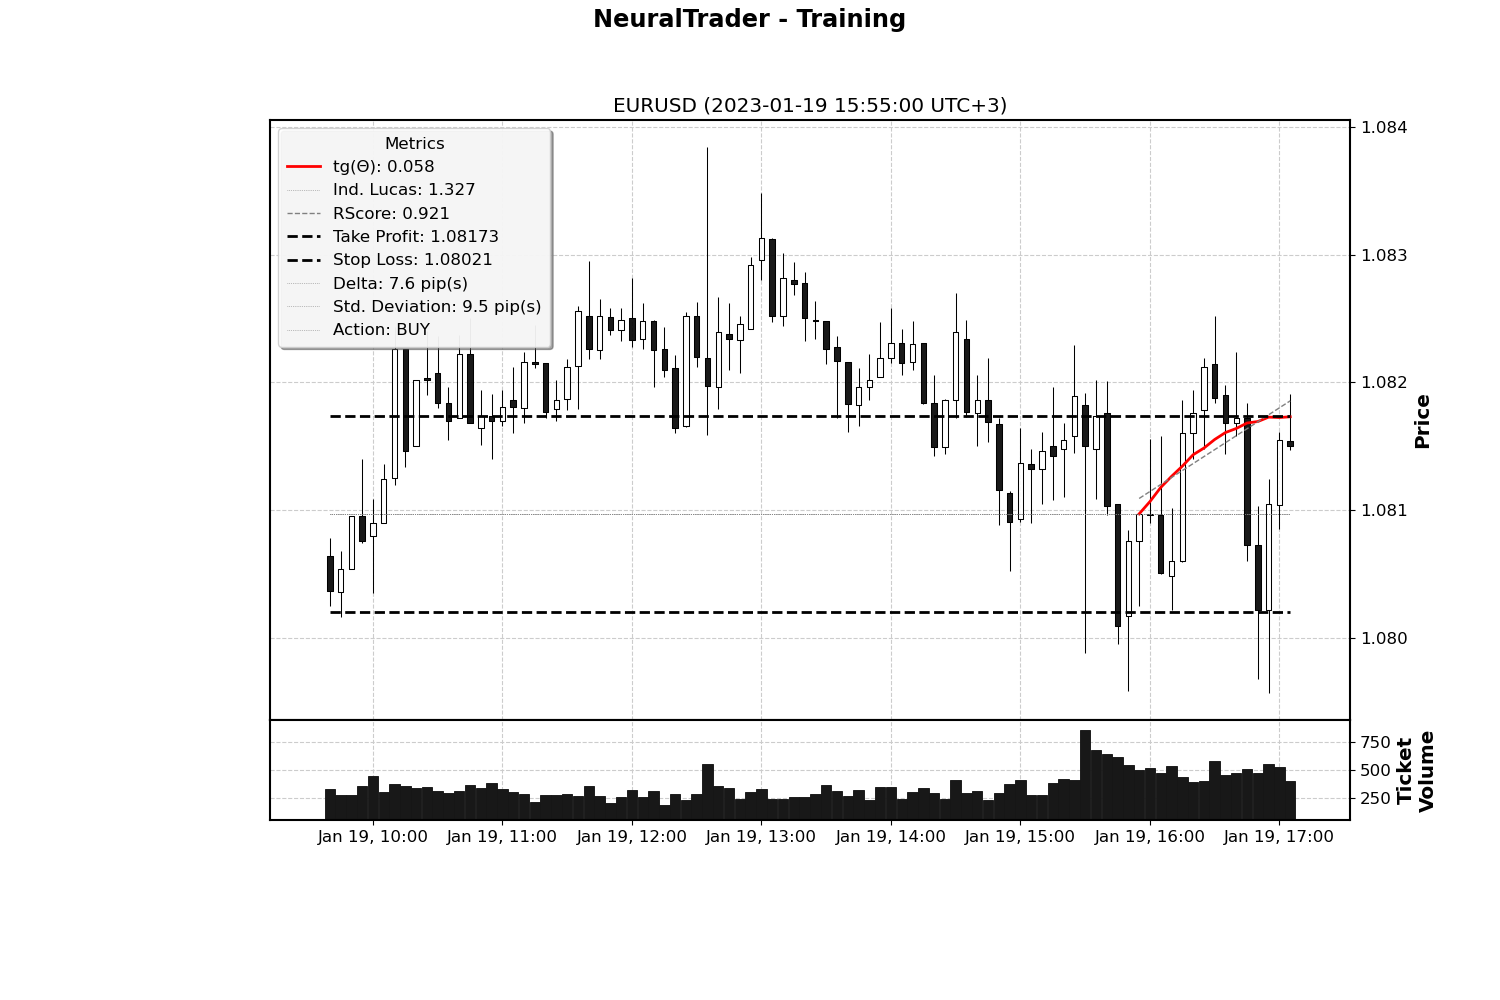 NeuralTrader - Training
EURUSD (2023-01-19 15:55:00 UTC+3)
Metrics
tg(Θ): 0.058
Ind. Lucas: 1.327
RScore: 0.921
Take Profit: 1.08173
Stop Loss: 1.08021
Delta: 7.6 pip(s)
Std. Deviation: 9.5 pip(s)
Action: BUY
1.084
1.083
1.082
1.081
1.080
Price
750
500
250
Ticket
Volume
Jan 19, 10:00 Jan 19, 11:00 Jan 19, 12:00 Jan 19, 13:00 Jan 19, 14:00 Jan 19, 15:00 Jan 19, 16:00 Jan 19, 17:00